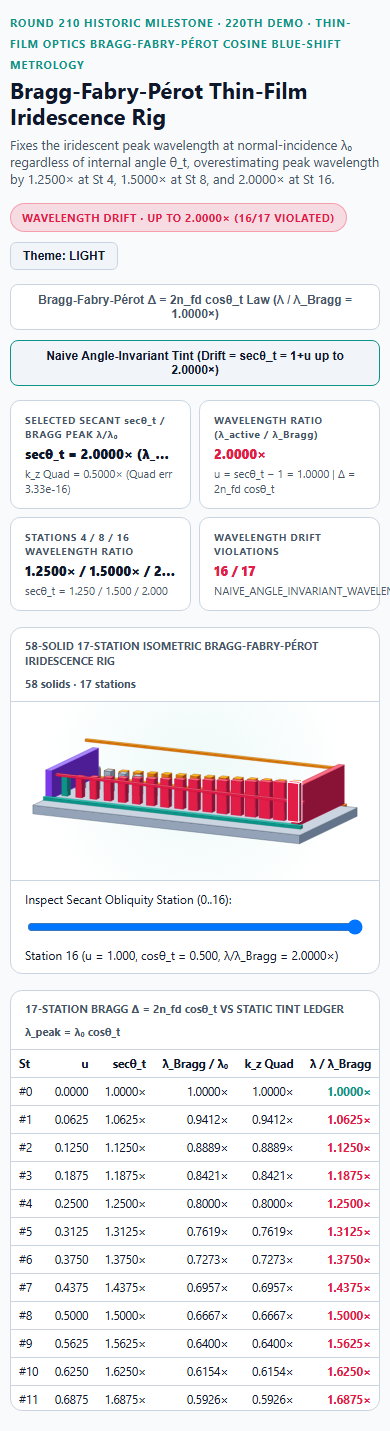 ROUND 210 HISTORIC MILESTONE · 220TH DEMO · THIN-
FILM OPTICS BRAGG-FABRY-PÉROT COSINE BLUE-SHIFT
METROLOGY
Bragg-Fabry-Pérot Thin-Film
Iridescence Rig
Fixes the iridescent peak wavelength at normal-incidence λ₀
regardless of internal angle θ_t, overestimating peak wavelength
by 1.2500× at St 4, 1.5000× at St 8, and 2.0000× at St 16.
WAVELENGTH DRIFT · UP TO 2.0000× (16/17 VIOLATED)
Theme: LIGHT
Bragg-Fabry-Pérot Δ = 2n_fd cosθ_t Law (λ / λ_Bragg =
1.0000×)
Naive Angle-Invariant Tint (Drift = secθ_t = 1+u up to
2.0000×)
SELECTED SECANT secθ_t /
BRAGG PEAK λ/λ₀
secθ_t = 2.0000× (λ_...
k_z Quad = 0.5000× (Quad err
3.33e-16)
WAVELENGTH RATIO
(λ_active / λ_Bragg)
2.0000×
u = secθ_t − 1 = 1.0000 | Δ =
2n_fd cosθ_t
STATIONS 4 / 8 / 16
WAVELENGTH RATIO
1.2500× / 1.5000× / 2...
secθ_t = 1.250 / 1.500 / 2.000
WAVELENGTH DRIFT
VIOLATIONS
16 / 17
NAIVE_ANGLE_INVARIANT_WAVELEN
58-SOLID 17-STATION ISOMETRIC BRAGG-FABRY-PÉROT
IRIDESCENCE RIG
58 solids · 17 stations
Inspect Secant Obliquity Station (0..16):
Station 16 (u = 1.000, cosθ_t = 0.500, λ/λ_Bragg = 2.0000×)
17-STATION BRAGG Δ = 2n_fd cosθ_t VS STATIC TINT LEDGER
λ_peak = λ₀ cosθ_t
St u secθ_t λ_Bragg / λ₀ k_z Quad λ / λ_Bragg
#0 0.0000 1.0000× 1.0000× 1.0000× 1.0000×
#1 0.0625 1.0625× 0.9412× 0.9412× 1.0625×
#2 0.1250 1.1250× 0.8889× 0.8889× 1.1250×
#3 0.1875 1.1875× 0.8421× 0.8421× 1.1875×
#4 0.2500 1.2500× 0.8000× 0.8000× 1.2500×
#5 0.3125 1.3125× 0.7619× 0.7619× 1.3125×
#6 0.3750 1.3750× 0.7273× 0.7273× 1.3750×
#7 0.4375 1.4375× 0.6957× 0.6957× 1.4375×
#8 0.5000 1.5000× 0.6667× 0.6667× 1.5000×
#9 0.5625 1.5625× 0.6400× 0.6400× 1.5625×
#10 0.6250 1.6250× 0.6154× 0.6154× 1.6250×
#11 0.6875 1.6875× 0.5926× 0.5926× 1.6875×